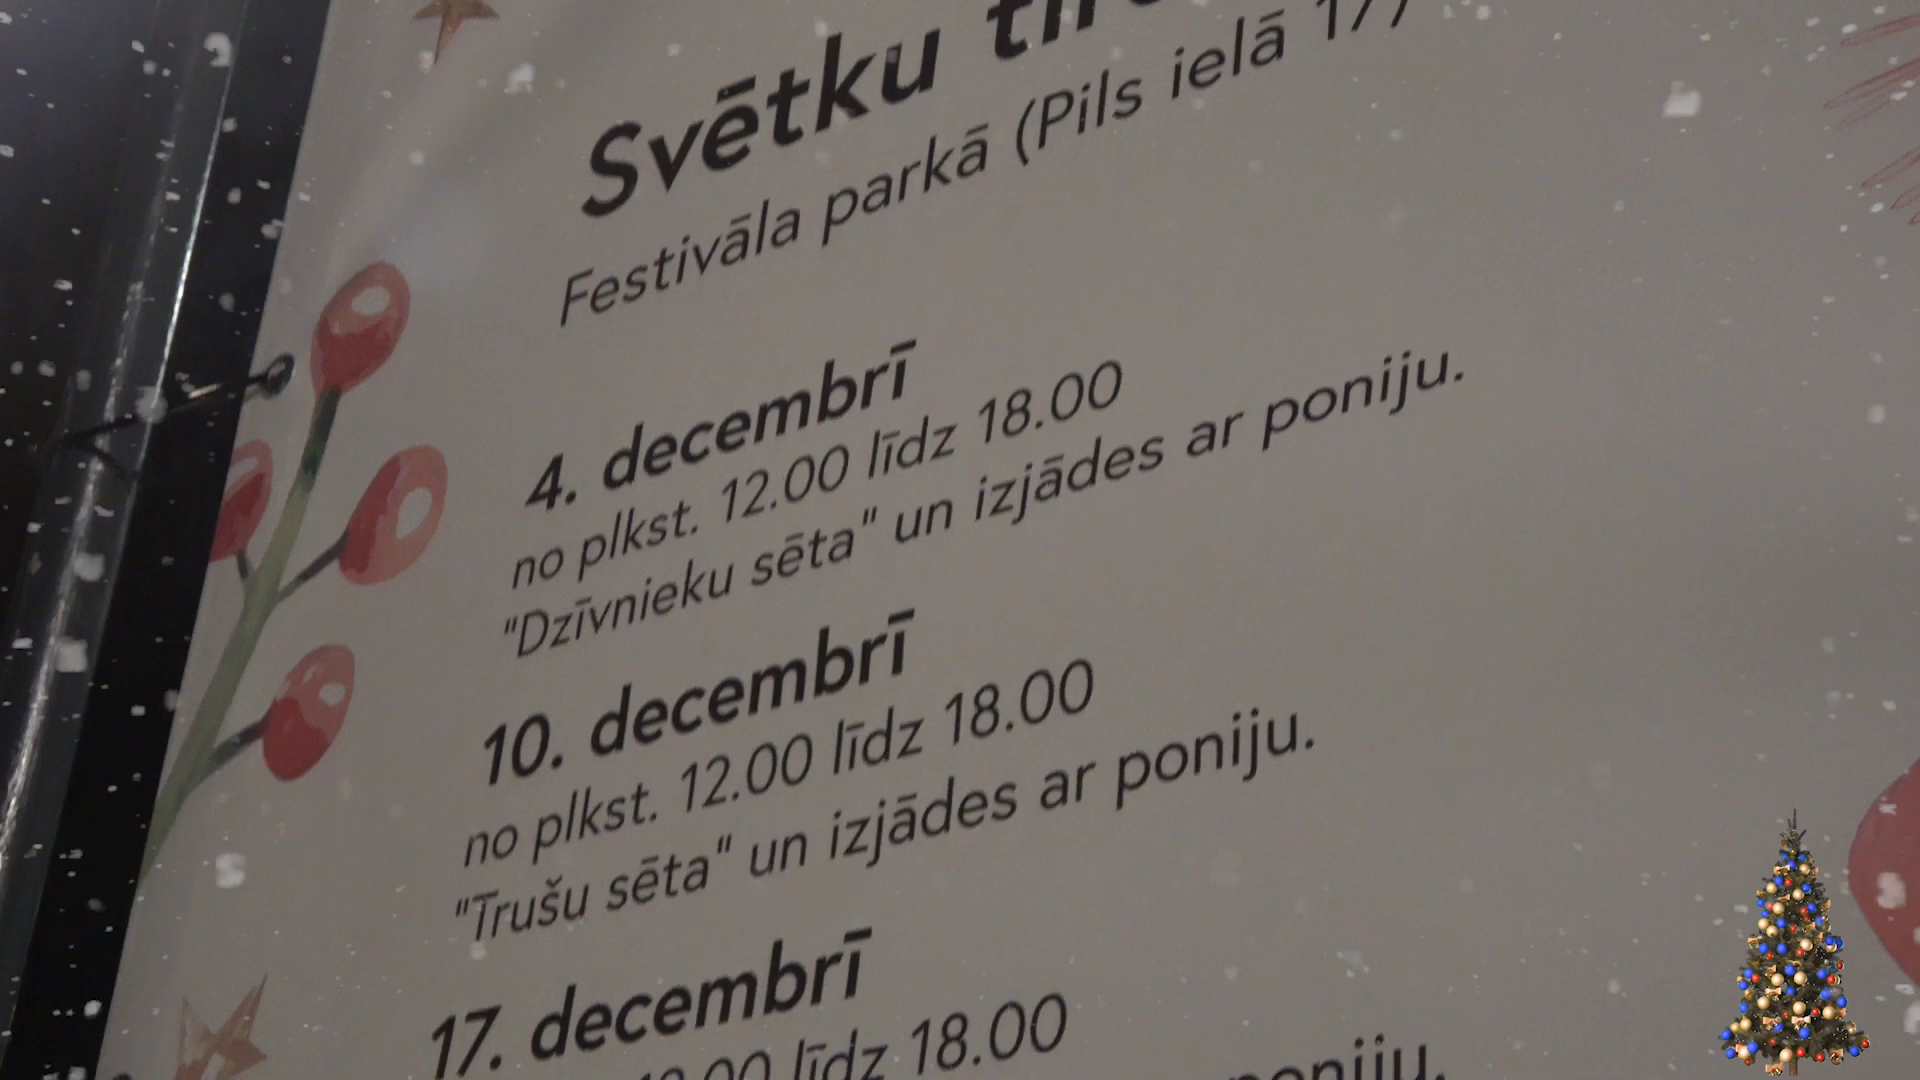 Svētku
Festivāla parkā (Pils ielā 17)
4. decembrī
no plkst. 12.00 līdz 18.00
"Dzīvnieku sēta" un izjādes ar poniju.
10. decembrī
no plkst. 12.00 līdz 18.00
"Trušu sēta" un izjādes ar poniju.
17. decembrī
līdz 18.00
poniju.